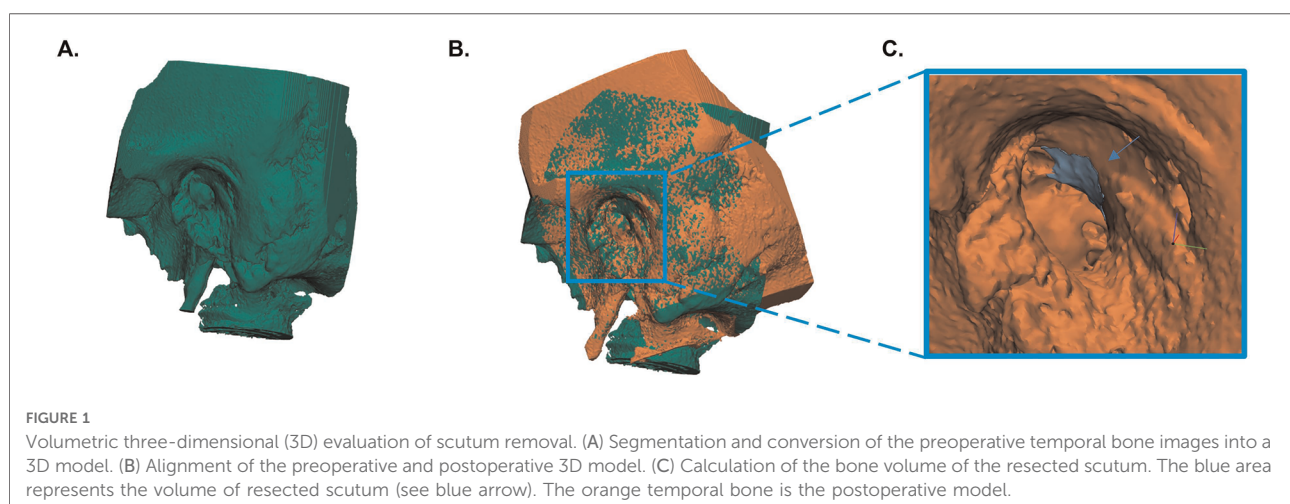 A.
B.
C.
FIGURE 1
Volumetric three-dimensional (3D) evaluation of scutum removal. (A) Segmentation and conversion of the preoperative temporal bone images into a
3D model. (B) Alignment of the preoperative and postoperative 3D model. (C) Calculation of the bone volume of the resected scutum. The blue area
represents the volume of resected scutum (see blue arrow). The orange temporal bone is the postoperative model.